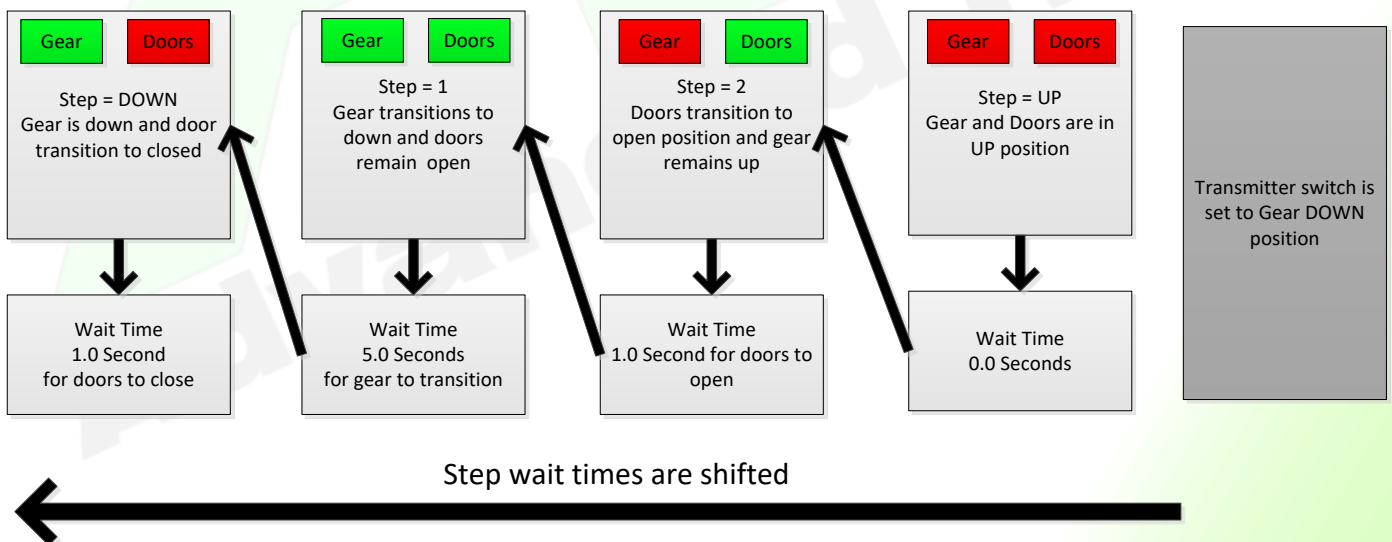 Gear
Doors
Step = DOWN
Gear is down and door
transition to closed
Wait Time
1.0 Second
for doors to close
Gear
Doors
Step = 1
Gear transitions to
down and doors
remain open
Wait Time
5.0 Seconds
for gear to transition
Gear
Doors
Step = 2
Doors transition to
open position and gear
remains up
Wait Time
1.0 Second for doors to
open
Gear
Doors
Step = UP
Gear and Doors are in
UP position
Wait Time
0.0 Seconds
Transmitter switch is
set to Gear DOWN
position
Step wait times are shifted